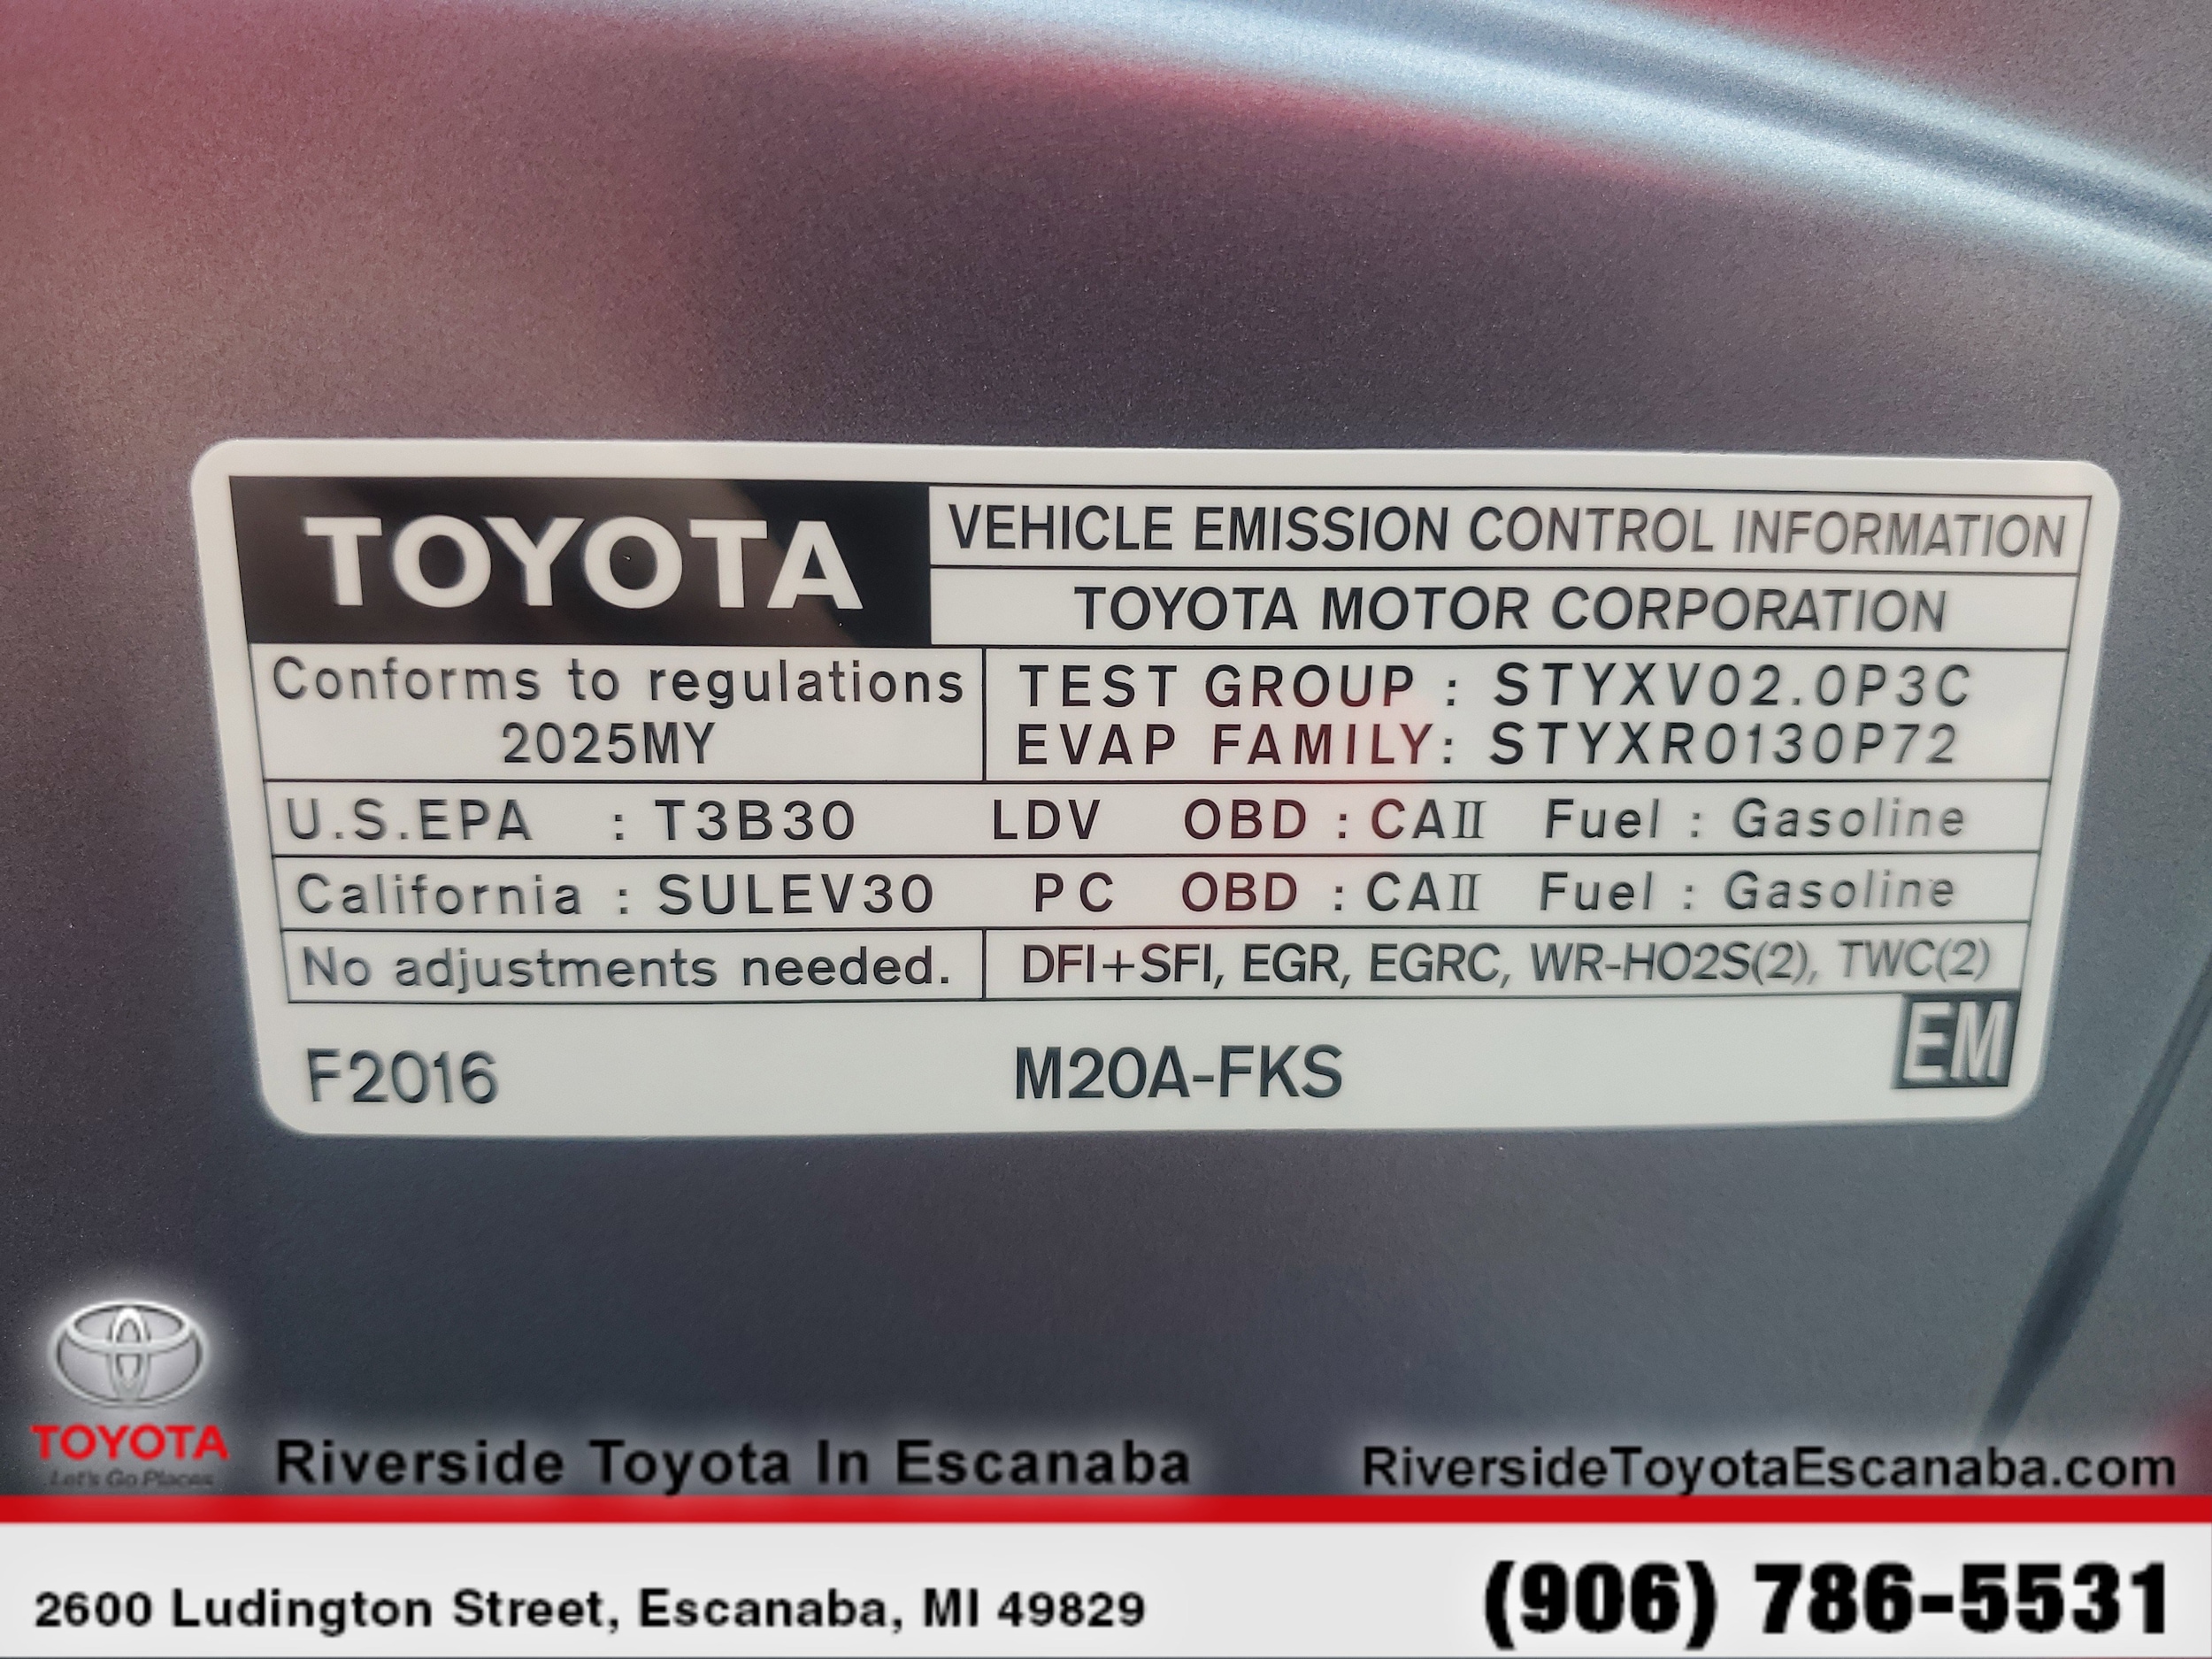 TOYOTA
VEHICLE EMISSION CONTROL INFORMATION
TOYOTA MOTOR CORPORATION
Conforms to regulations
2025MY
TEST GROUP : STYXV02.0P3C
EVAP FAMILY: STYXR0130P72
U.S.EPA : T3B30 LDV OBD : CAⅡ Fuel : Gasoline
California : SULEV30 PC OBD : CAⅡ Fuel : Gasoline
No adjustments needed.
DFI+SFI, EGR, EGRC, WR-HO2S(2), TWC(2)
EM
F2016 M20A-FKS
TOYOTA
Let's Go Places
Riverside Toyota In Escanaba
RiversideToyotaEscanaba.com
2600 Ludington Street, Escanaba, MI 49829
(906) 786-5531